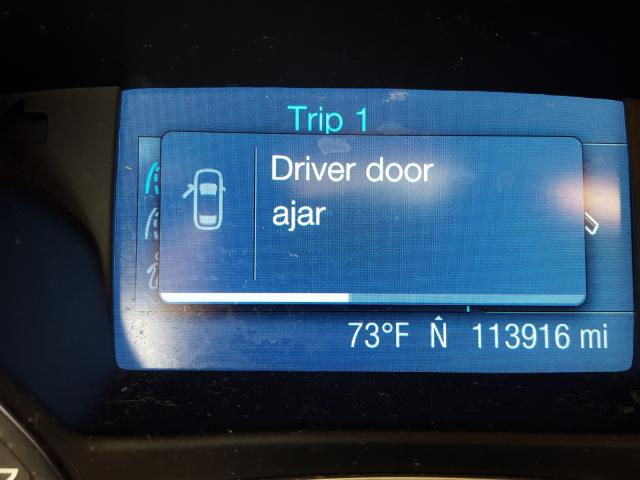 Trip 1
Driver door
ajar
73°F N 113916 mi